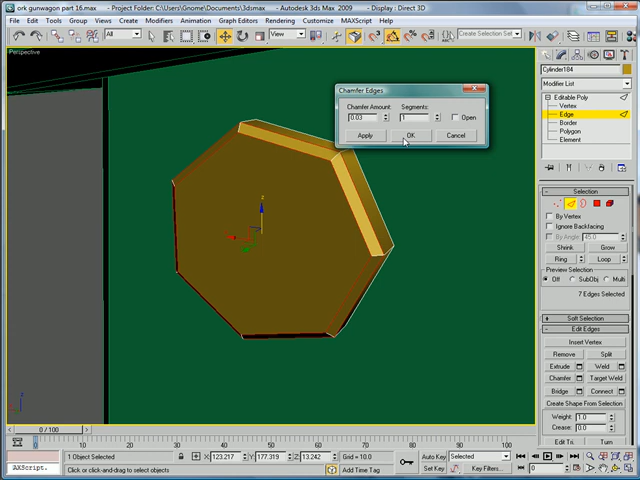 ork gunwagon part 16.max - Project Folder: C:\Users\Gnome\Documents\3dsmax - Autodesk 3ds Max 2009 - Display : Direct 3D
File Edit Tools Group Views Create Modifiers Animation Graph Editors Rendering Customize MAXScript Help
All View Create Selection Set
Perspective
Chamfer Edges
Chamfer Amount: Segments:
0.03 1 Open
Apply OK Cancel
z
Cylinder184
Modifier List
Editable Poly
Vertex
Edge
Border
Polygon
Element
Selection
By Vertex
Ignore Backfacing
By Angle: 45.0
Shrink Grow
Ring Loop
Preview Selection
Off SubObj Multi
7 Edges Selected
Soft Selection
Edit Edges
Insert Vertex
Remove Split
Extrude Weld
Chamfer Target Weld
Bridge Connect
Create Shape From Selection
Weight: 1.0
Crease: 0.0
Edit Tri. Turn
0 / 100
0 10 20 30 40 50 60 70 80 90 100
1 Object Selected X: 123.217 Y: 177.319 Z: 13.242 Grid = 10.0 Auto Key Selected
AXScript. Click or click-and-drag to select objects Add Time Tag Set Key Key Filters... 0